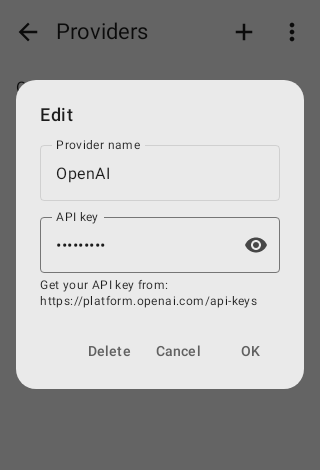 Providers
Edit
Provider name
OpenAI
API key
•••••••••
Get your API key from:
https://platform.openai.com/api-keys
Delete Cancel OK